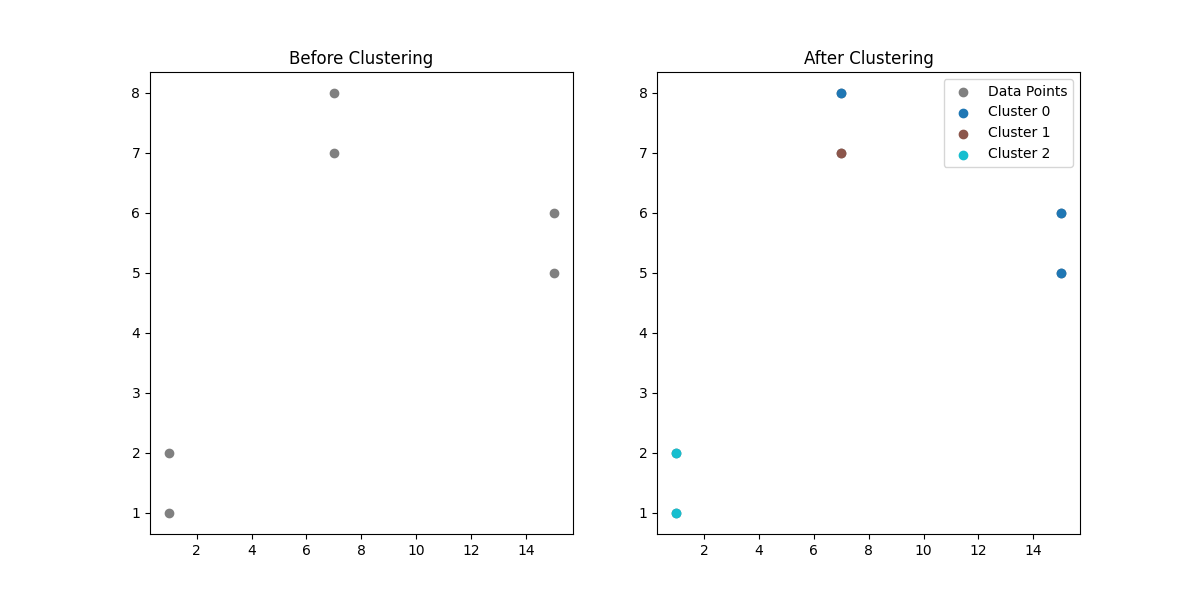 Before Clustering
8
7
6
5
4
3
2
1
2 4 6 8 10 12 14
After Clustering
Data Points
Cluster 0
Cluster 1
Cluster 2
8
7
6
5
4
3
2
1
2 4 6 8 10 12 14